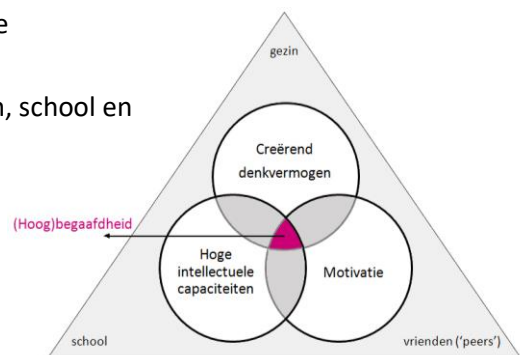 e
n, school en
gezin
Creërend
denkvermogen
(Hoog)begaafdheid
Hoge
intellectuele
capaciteiten
Motivatie
school
vrienden ('peers')